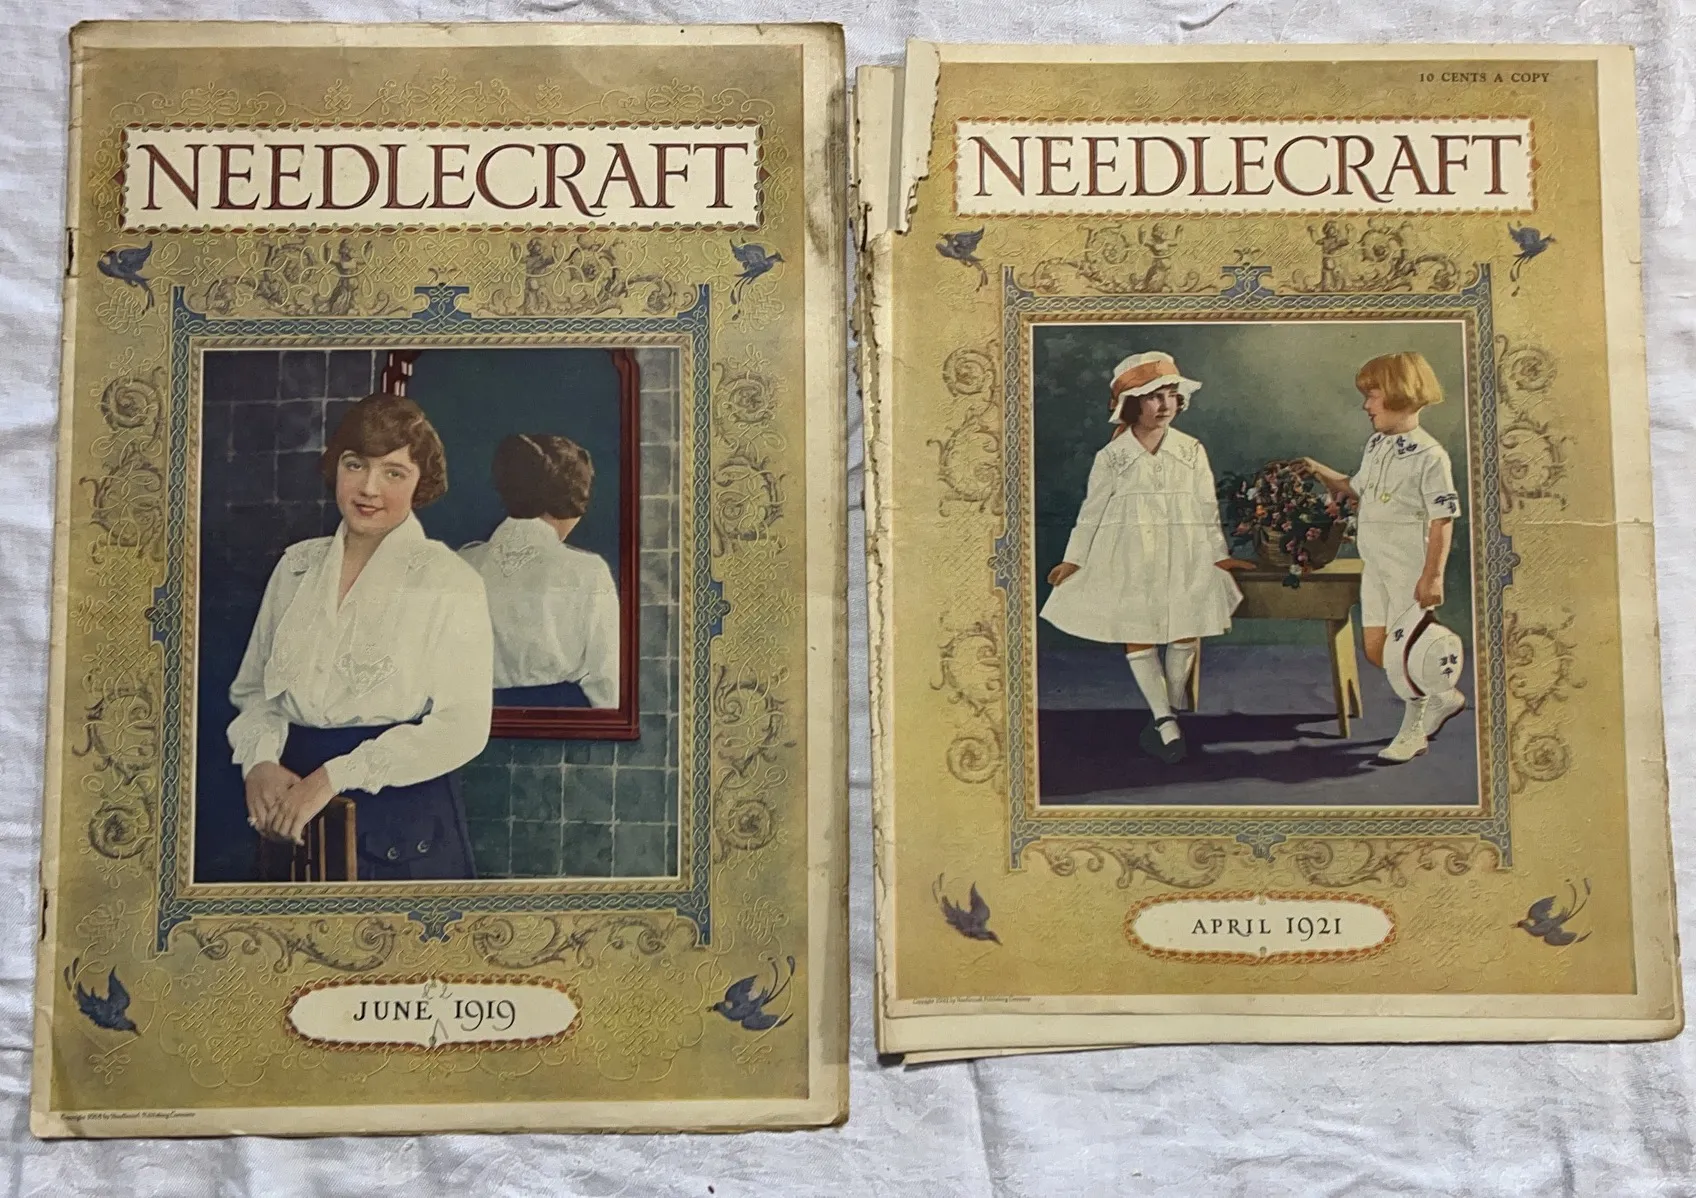 NEEDLECRAFT
JUNE 1919
10 CENTS A COPY
NEEDLECRAFT
APRIL 1921